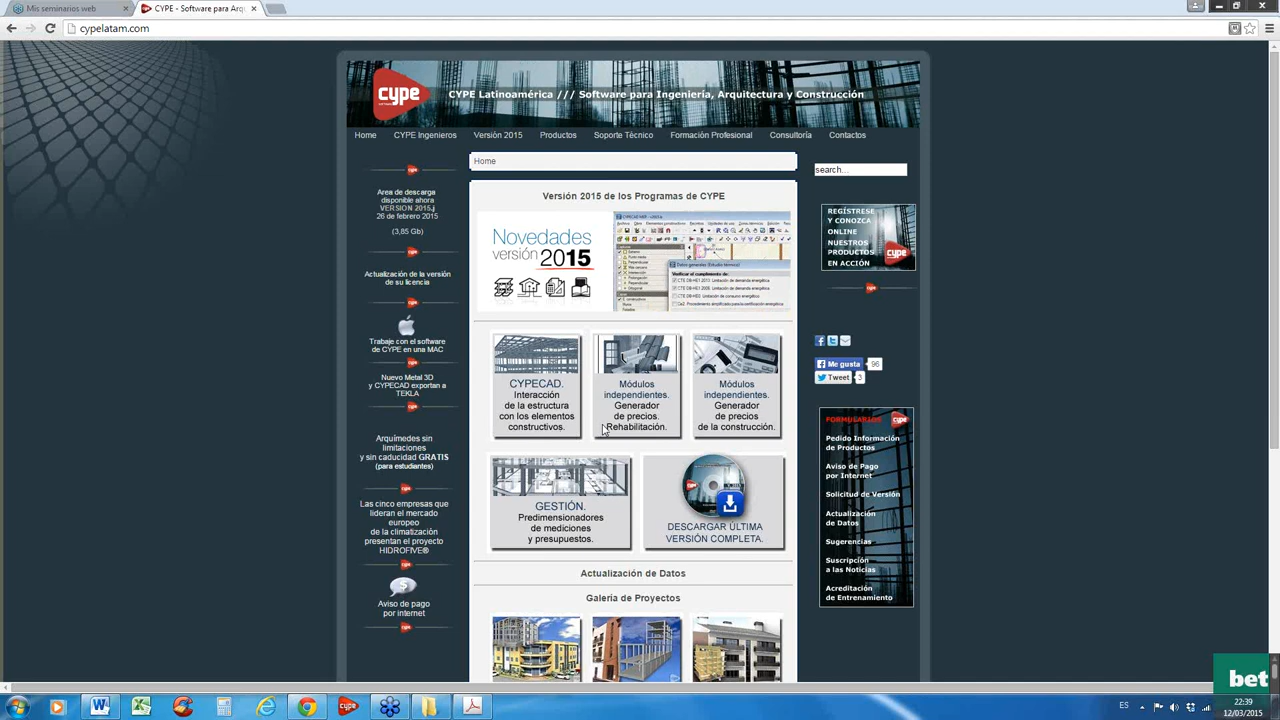 Mis seminarios web
CYPE - Software para Arq
cypelatam.com
cype
CYPE Latinoamérica /// Software para Ingeniería, Arquitectura y Construcción
Home
CYPE Ingenieros
Versión 2015
Productos
Soporte Técnico
Formación Profesional
Consultoría
Contactos
Area de descarga
disponible ahora
VERSION 2015.j
26 de febrero 2015
(3,85 Gb)
Actualización de la versión
de su licencia
Trabaje con el software
de CYPE en una MAC
Nuevo Metal 3D
y CYPECAD exportan a
TEKLA
Arquímedes sin
limitaciones
y sin caducidad GRATIS
(para estudiantes)
Las cinco empresas que
lideran el mercado
europeo
de la climatización
presentan el proyecto
HIDROFIVE®
Aviso de pago
por internet
Home
Versión 2015 de los Programas de CYPE
Novedades
versión 2015
CYPECAD.
Interacción
de la estructura
con los elementos
constructivos.
Módulos
independientes.
Generador
de precios.
Rehabilitación.
Módulos
independientes.
Generador
de precios
de la construcción.
GESTIÓN.
Predimensionadores
de mediciones
y presupuestos.
DESCARGAR ÚLTIMA
VERSIÓN COMPLETA.
Actualización de Datos
Galería de Proyectos
search...
REGÍSTRESE
Y CONOZCA
ONLINE
NUESTROS
PRODUCTOS
EN ACCIÓN
Me gusta
96
Tweet
3
FORMULARIOS
Pedido Información
de Productos
Aviso de Pago
por Internet
Solicitud de Versión
Actualización
de Datos
Sugerencias
Suscripción
a las Noticias
Acreditación
de Entrenamiento
bet
ES
22:39
12/03/2015